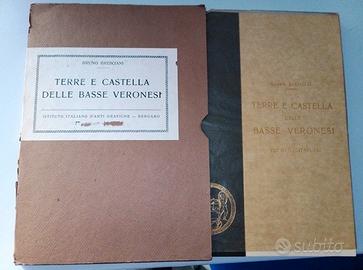 BRUNO BRESCIANI
TERRE E CASTELLA
DELLE BASSE VERONESI
ISTITUTO ITALIANO D'ARTI GRAFICHE — BERGAMO
TERRE E CASTELLA
DELLE
BASSE VERONESI
subito